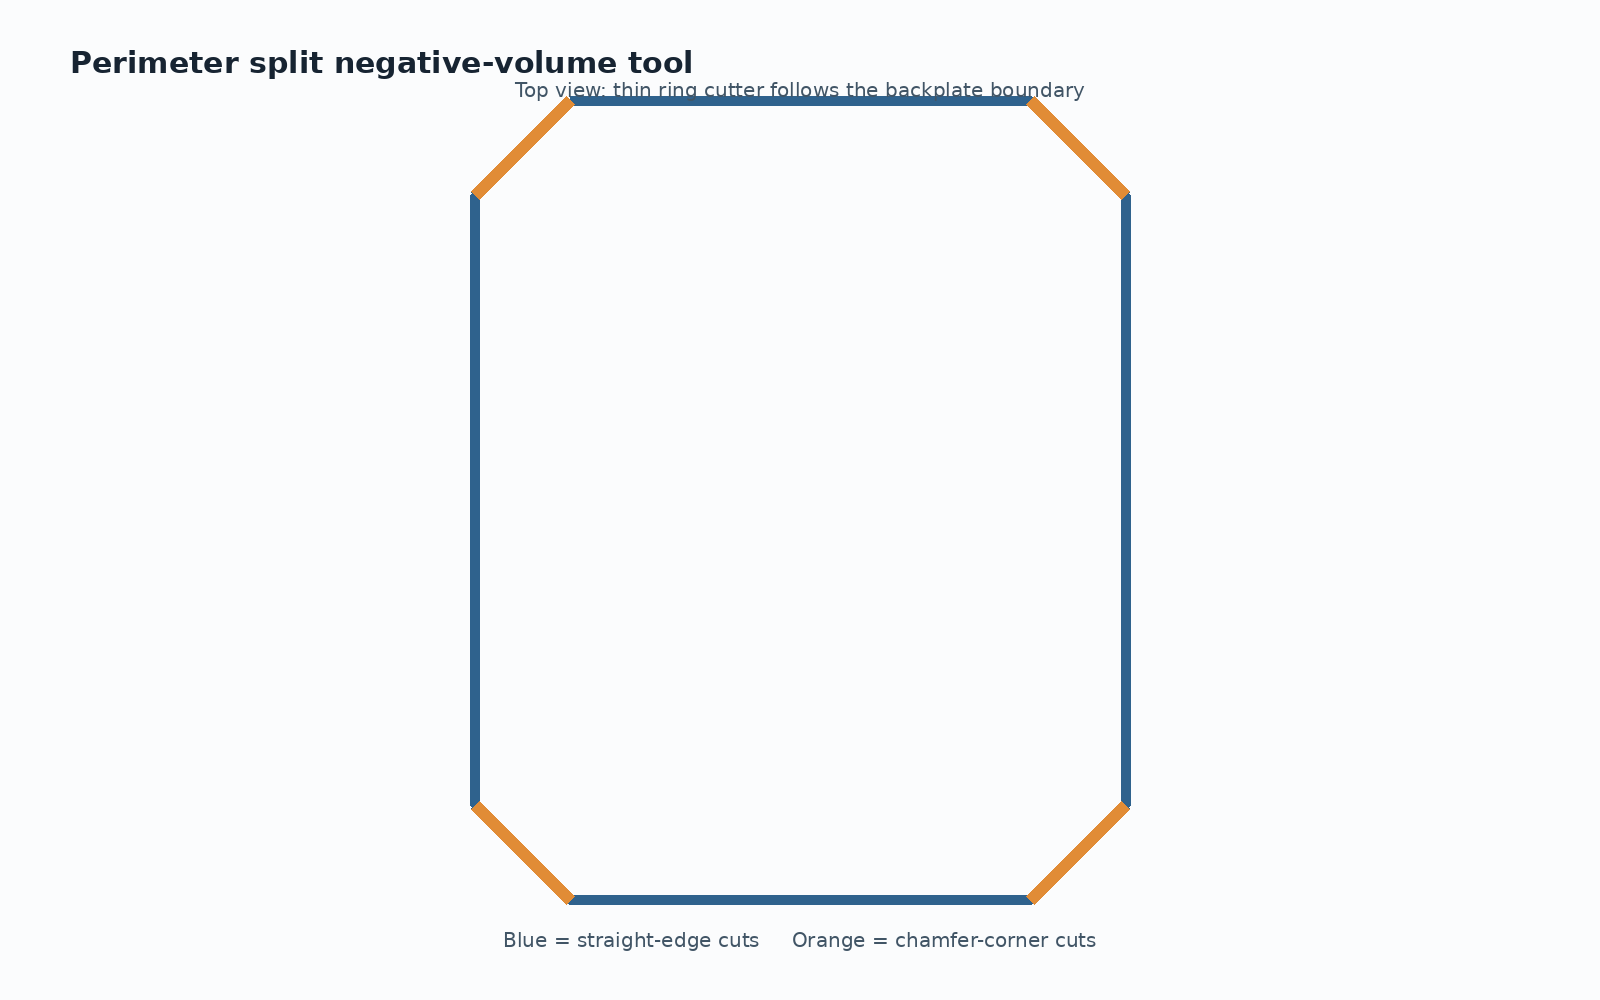 Perimeter split negative-volume tool
Top view: thin ring cutter follows the backplate boundary
Blue = straight-edge cuts Orange = chamfer-corner cuts